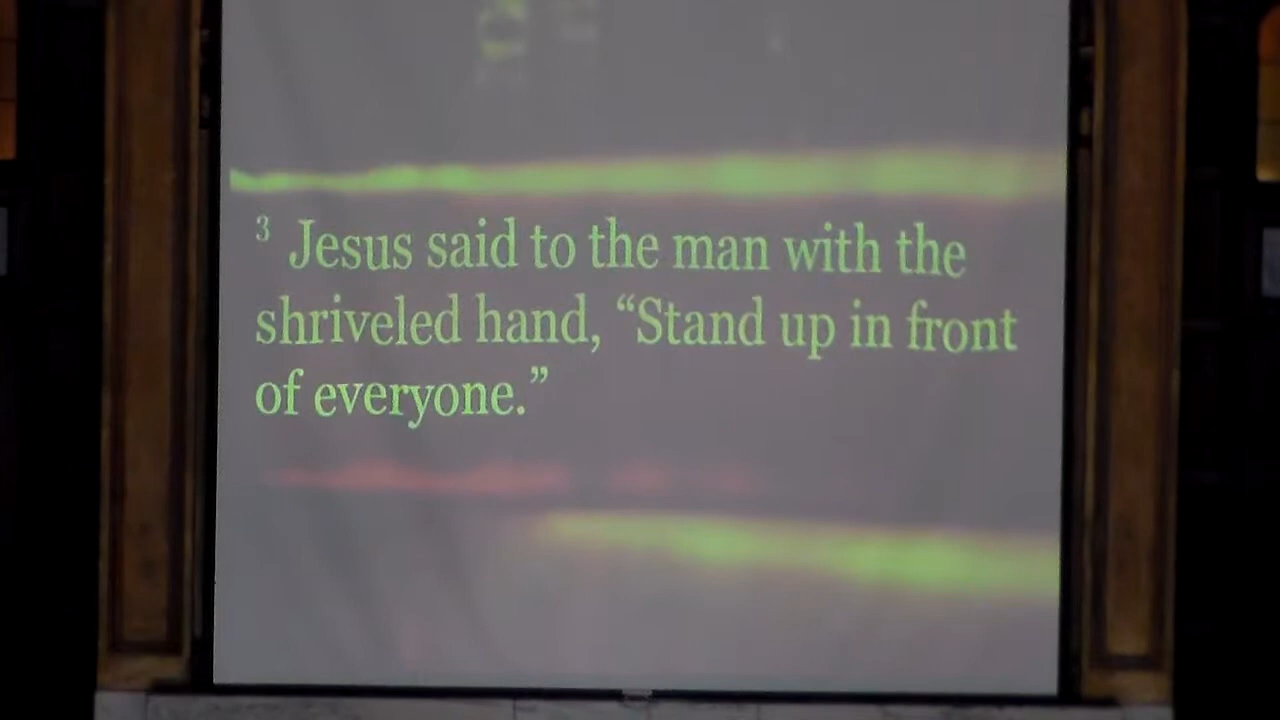 3 Jesus said to the man with the
shriveled hand, “Stand up in front
of everyone.”